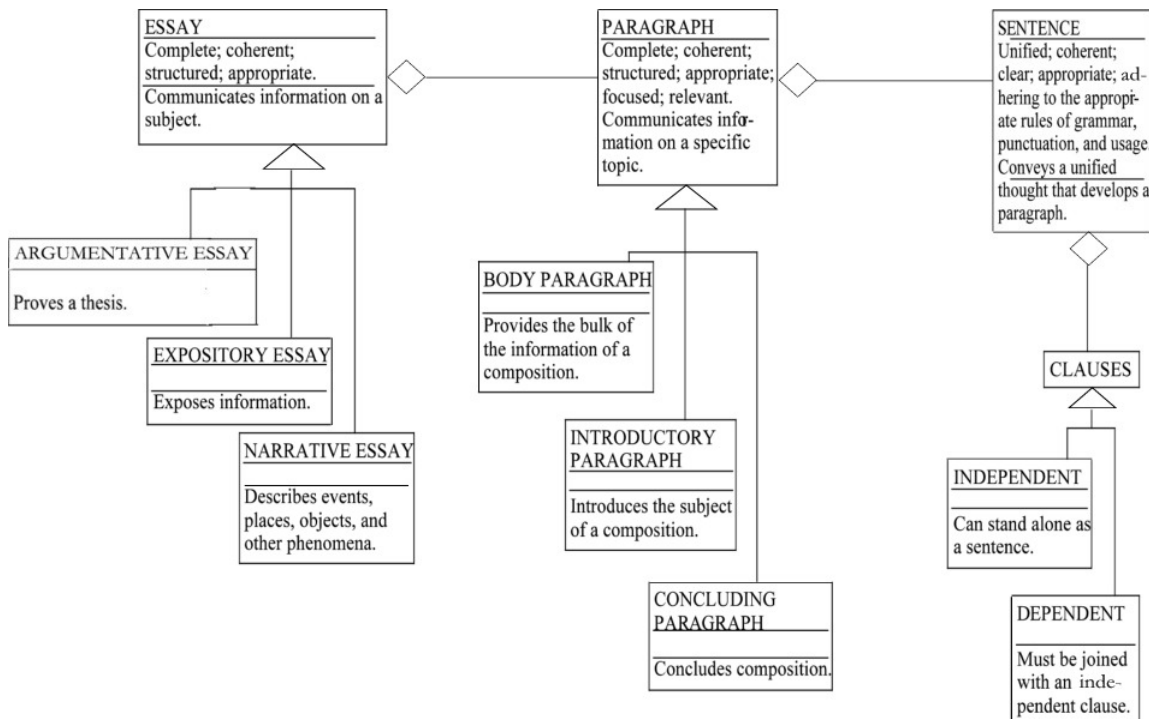 ESSAY
Complete; coherent;
structured; appropriate.
Communicates information on a
subject.
PARAGRAPH
Complete; coherent;
structured; appropriate;
focused; relevant.
Communicates infor-
mation on a specific
topic.
SENTENCE
Unified; coherent;
clear; appropriate; ad-
hering to the appropri-
ate rules of grammar,
punctuation, and usage.
Conveys a unified
thought that develops a
paragraph.
ARGUMENTATIVE ESSAY
Proves a thesis.
EXPOSITORY ESSAY
Exposes information.
NARRATIVE ESSAY
Describes events,
places, objects, and
other phenomena.
BODY PARAGRAPH
Provides the bulk of
the information of a
composition.
INTRODUCTORY
PARAGRAPH
Introduces the subject
of a composition.
CONCLUDING
PARAGRAPH
Concludes composition.
CLAUSES
INDEPENDENT
Can stand alone as
a sentence.
DEPENDENT
Must be joined
with an inde-
pendent clause.